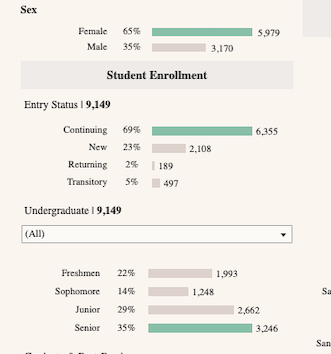 Sex
Female 65% 5,979
Male 35% 3,170
Student Enrollment
Entry Status | 9,149
Continuing 69% 6,355
New 23% 2,108
Returning 2% 189
Transitory 5% 497
Undergraduate | 9,149
(All)
Freshmen 22% 1,993
Sophomore 14% 1,248
Junior 29% 2,662
Senior 35% 3,246
Sa
San